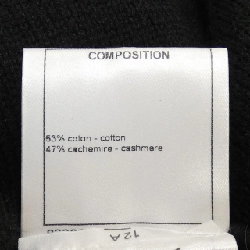 COMPOSITION
53% coton - cotton
47% cachemire - cashmere
12A